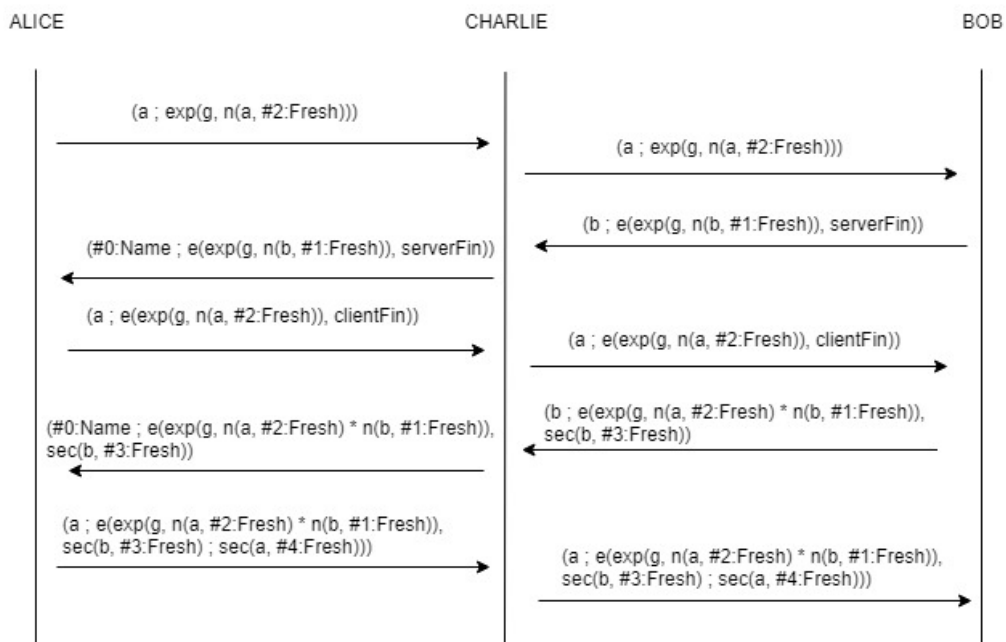 ALICE
CHARLIE
BOB
(a ; exp(g, n(a, #2:Fresh)))
(a ; exp(g, n(a, #2:Fresh)))
(b ; e(exp(g, n(b, #1:Fresh)), serverFin))
(#0:Name ; e(exp(g, n(b, #1:Fresh)), serverFin))
(a ; e(exp(g, n(a, #2:Fresh)), clientFin))
(a ; e(exp(g, n(a, #2:Fresh)), clientFin))
(b ; e(exp(g, n(a, #2:Fresh) * n(b, #1:Fresh)),
sec(b, #3:Fresh))
(#0:Name ; e(exp(g, n(a, #2:Fresh) * n(b, #1:Fresh)),
sec(b, #3:Fresh))
(a ; e(exp(g, n(a, #2:Fresh) * n(b, #1:Fresh)),
sec(b, #3:Fresh) ; sec(a, #4:Fresh)))
(a ; e(exp(g, n(a, #2:Fresh) * n(b, #1:Fresh)),
sec(b, #3:Fresh) ; sec(a, #4:Fresh)))